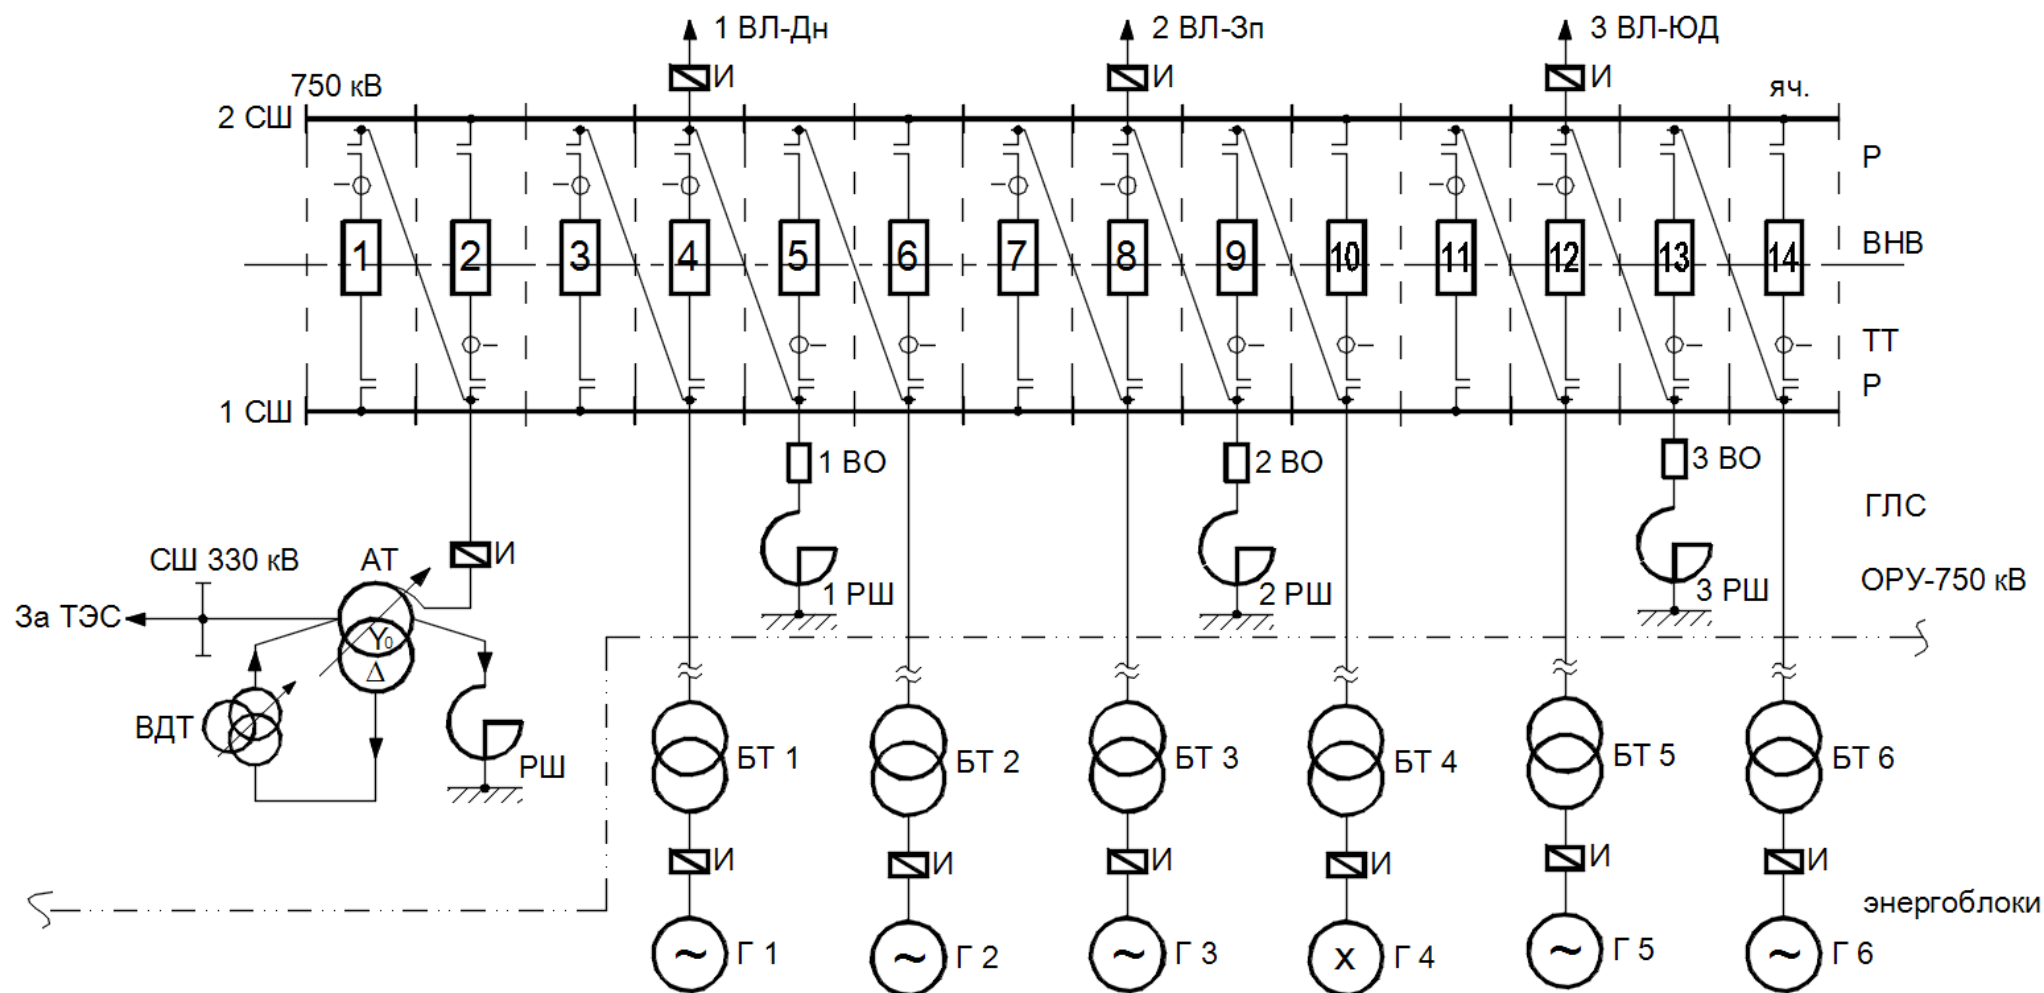 1 ВЛ-Дн 2 ВЛ-Зп 3 ВЛ-ЮД
И И И
750 кВ яч.
2 СШ
Р
1 2 3 4 5 6 7 8 9 10 11 12 13 14 ВНВ
ТТ
Р
1 СШ
1 ВО 2 ВО 3 ВО
ГЛС
СШ 330 кВ АТ И
ОРУ-750 кВ
1 РШ 2 РШ 3 РШ
За ТЭС
Y0
Δ
ВДТ
РШ
БТ 1 БТ 2 БТ 3 БТ 4 БТ 5 БТ 6
И И И И И И
энергоблоки
~ Г 1 ~ Г 2 ~ Г 3 х Г 4 ~ Г 5 ~ Г 6